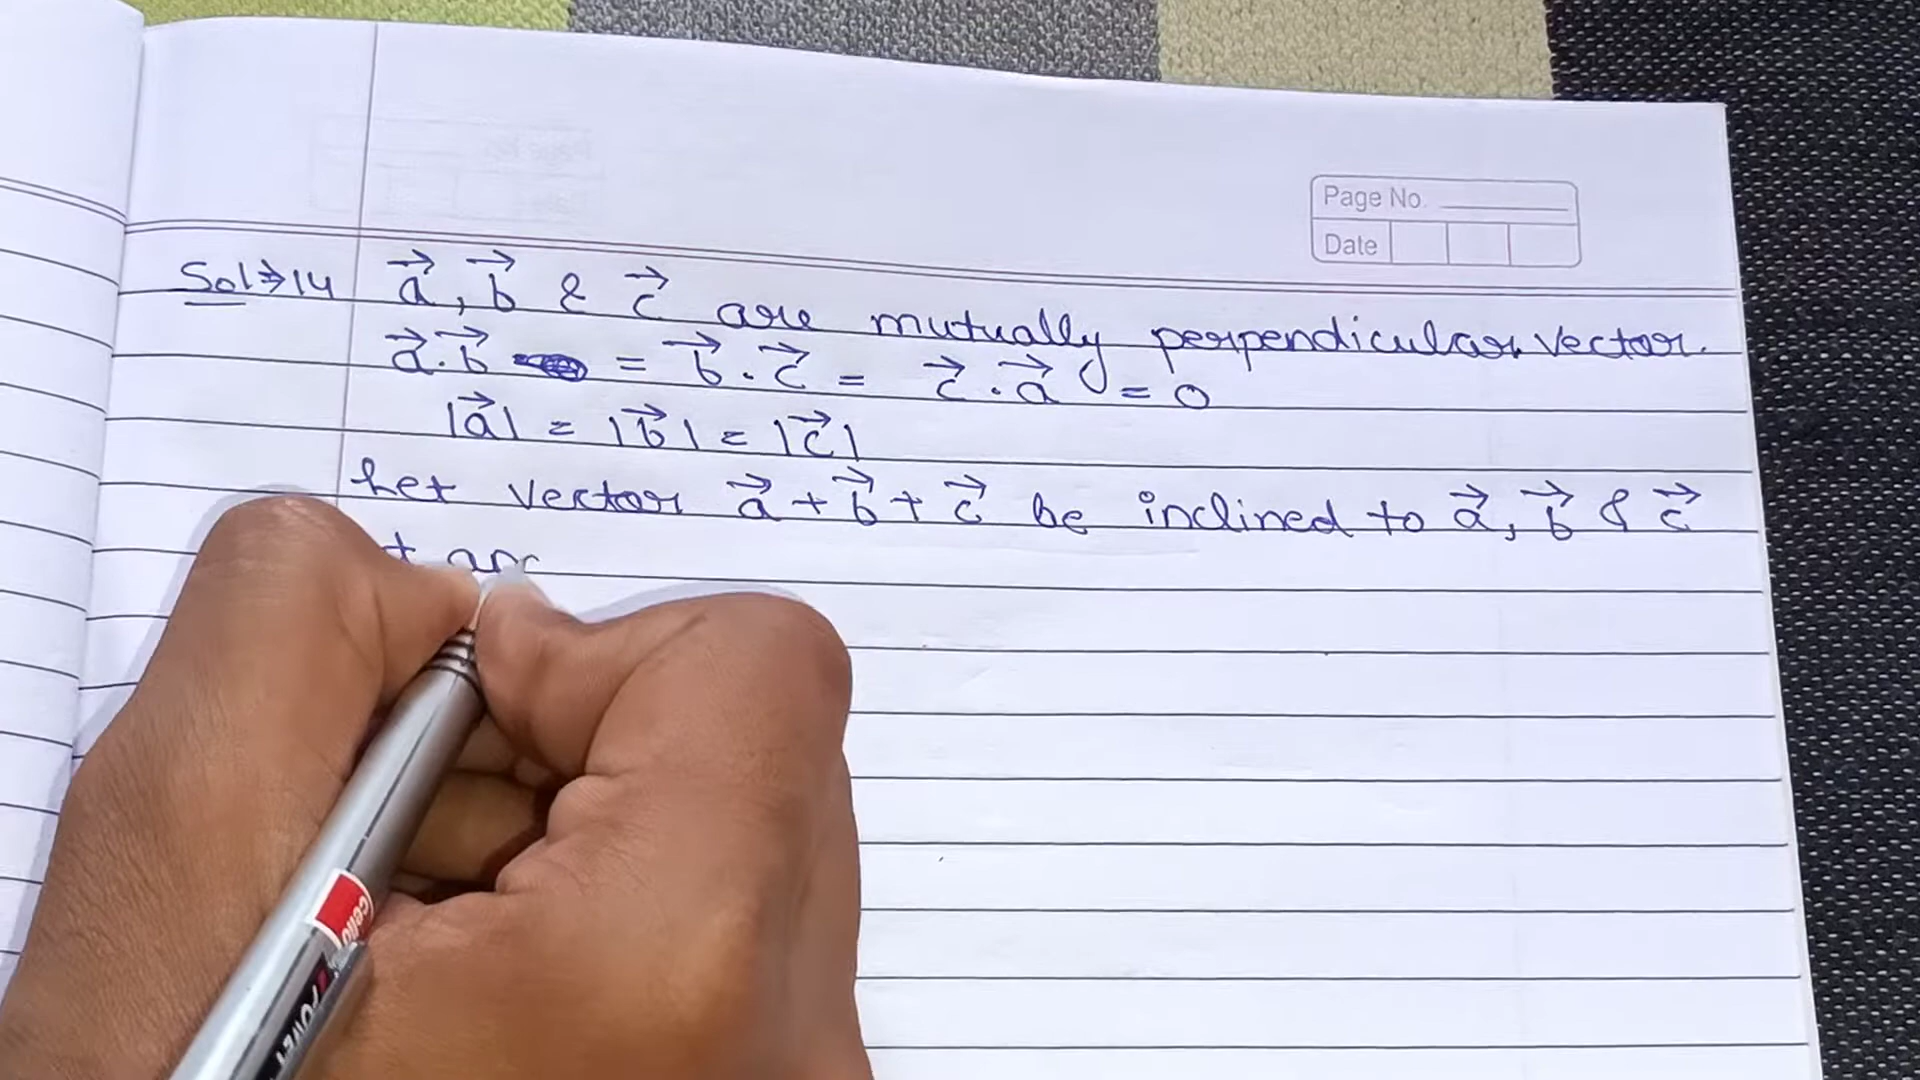 Page No.
Date
Sol⇒14 a⃗, b⃗ & c⃗ are mutually perpendicular vector.
a⃗.b⃗ = b⃗.c⃗ = c⃗.a⃗ = 0
|a⃗| = |b⃗| = |c⃗|
Let vector a⃗ + b⃗ + c⃗ be inclined to a⃗, b⃗ & c⃗
cello